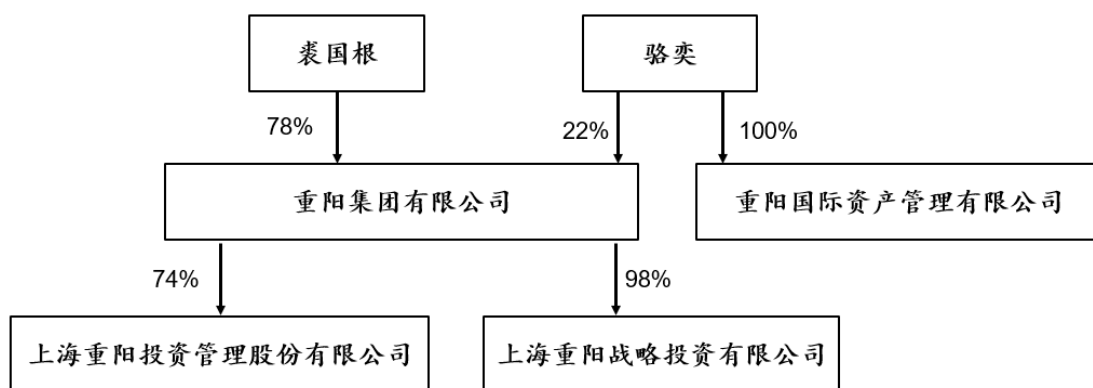 裘国根
骆奕
78%
22%
100%
重阳集团有限公司
重阳国际资产管理有限公司
74%
98%
上海重阳投资管理股份有限公司
上海重阳战略投资有限公司